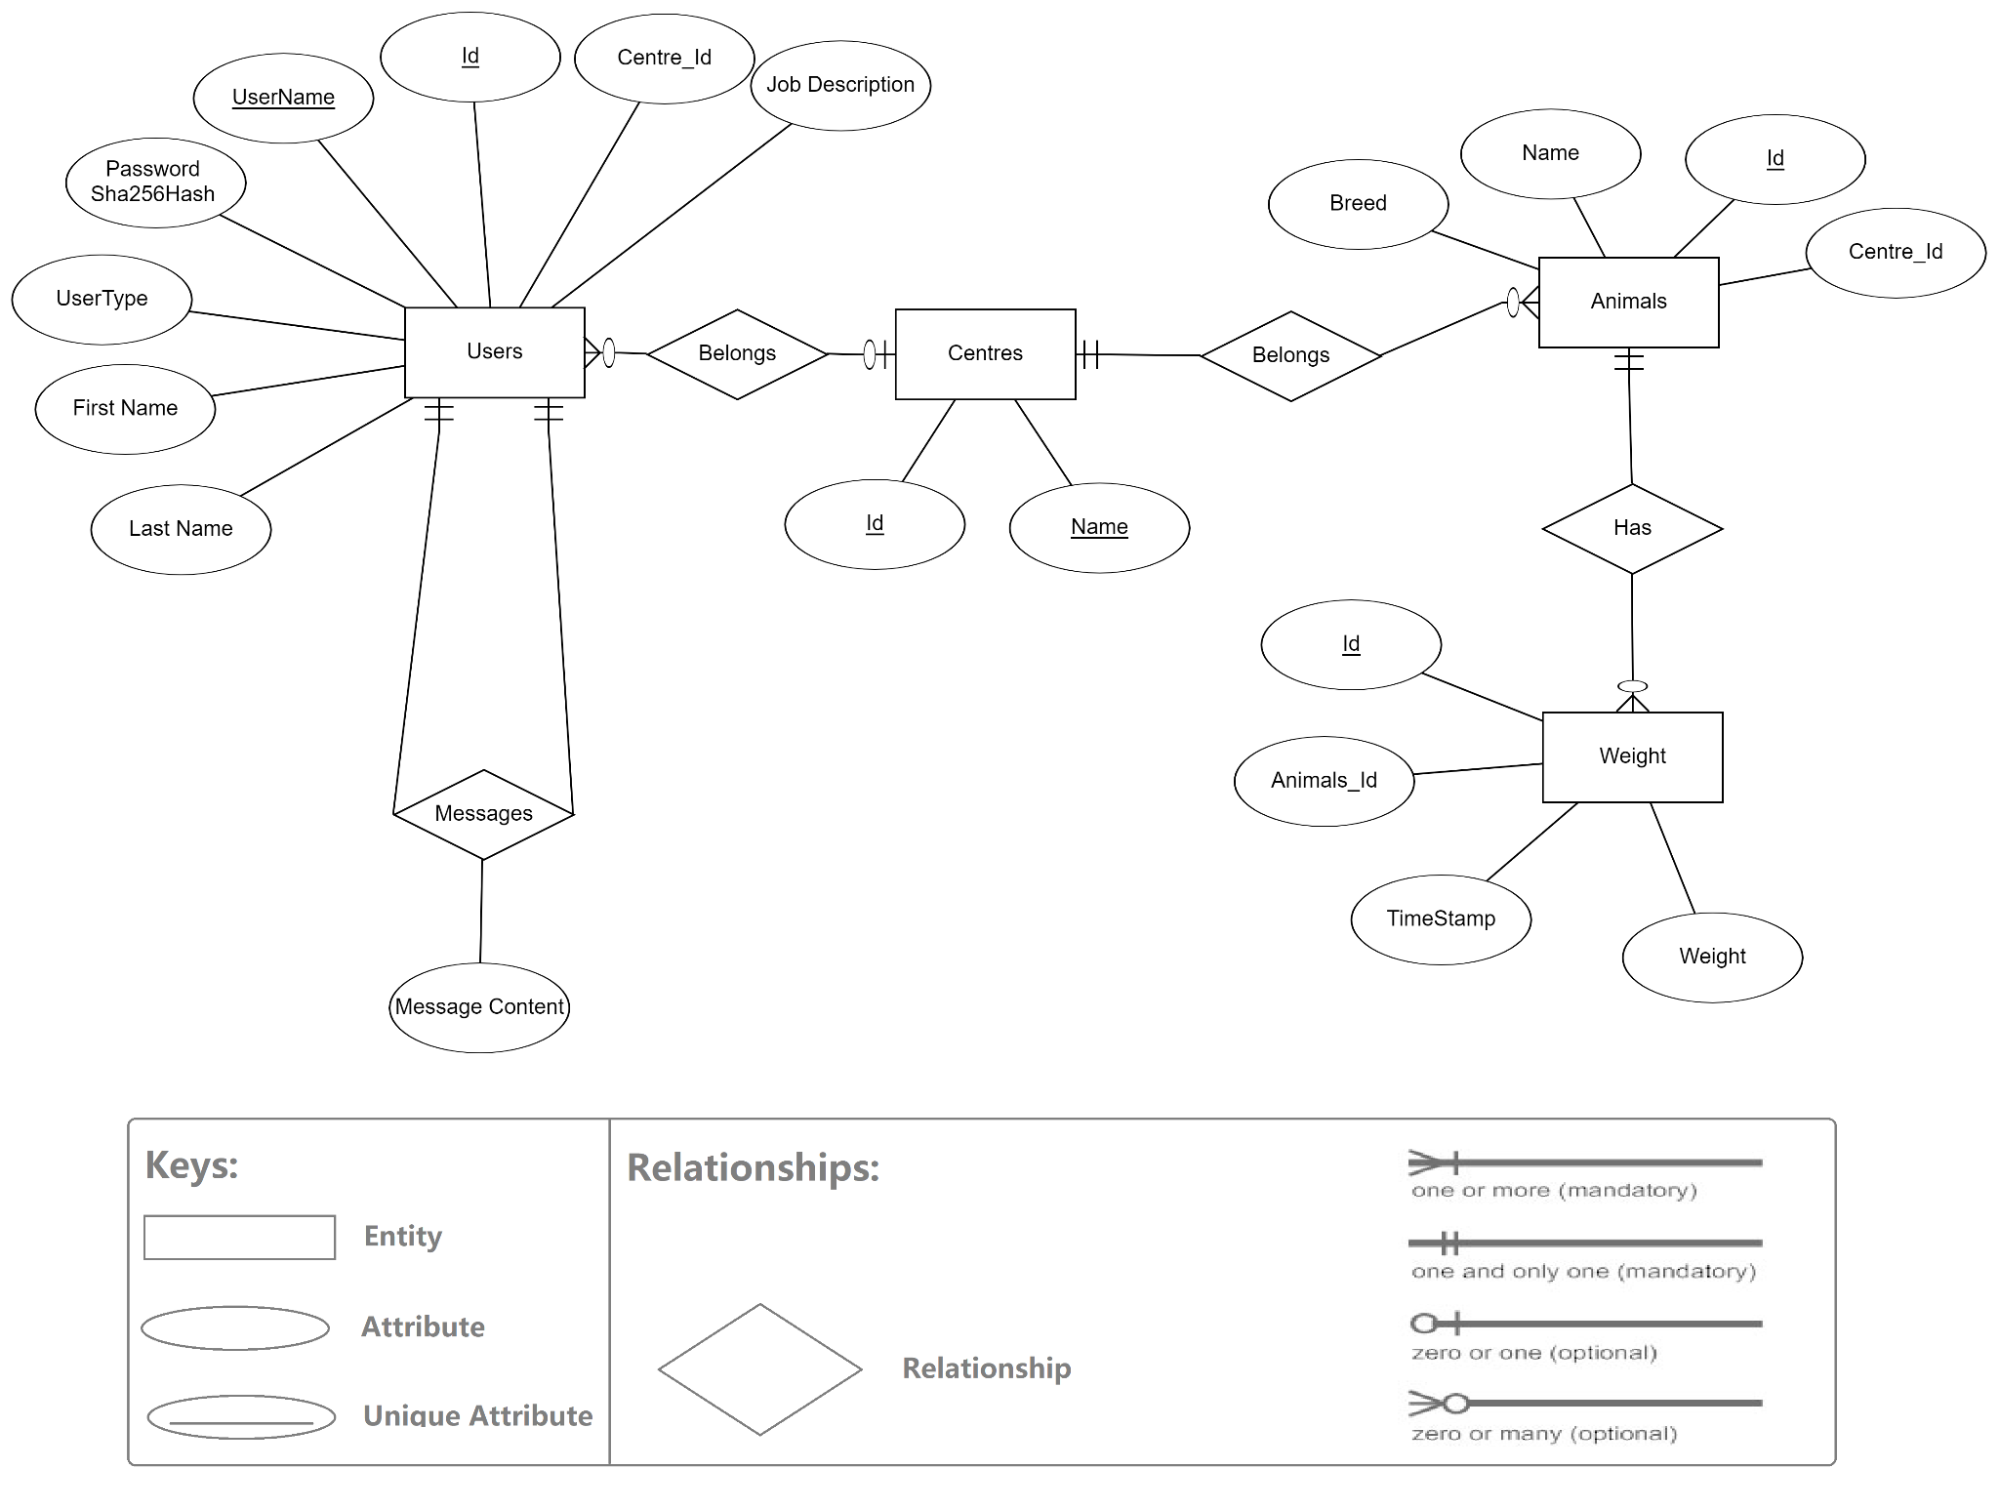 Id
Centre_Id
Job Description
UserName
Password
Sha256Hash
UserType
First Name
Last Name
Users
Belongs
Centres
Id
Name
Belongs
Breed
Name
Id
Centre_Id
Animals
Has
Id
Animals_Id
Weight
TimeStamp
Weight
Messages
Message Content
Keys:
Entity
Attribute
Unique Attribute
Relationships:
Relationship
one or more (mandatory)
one and only one (mandatory)
zero or one (optional)
zero or many (optional)